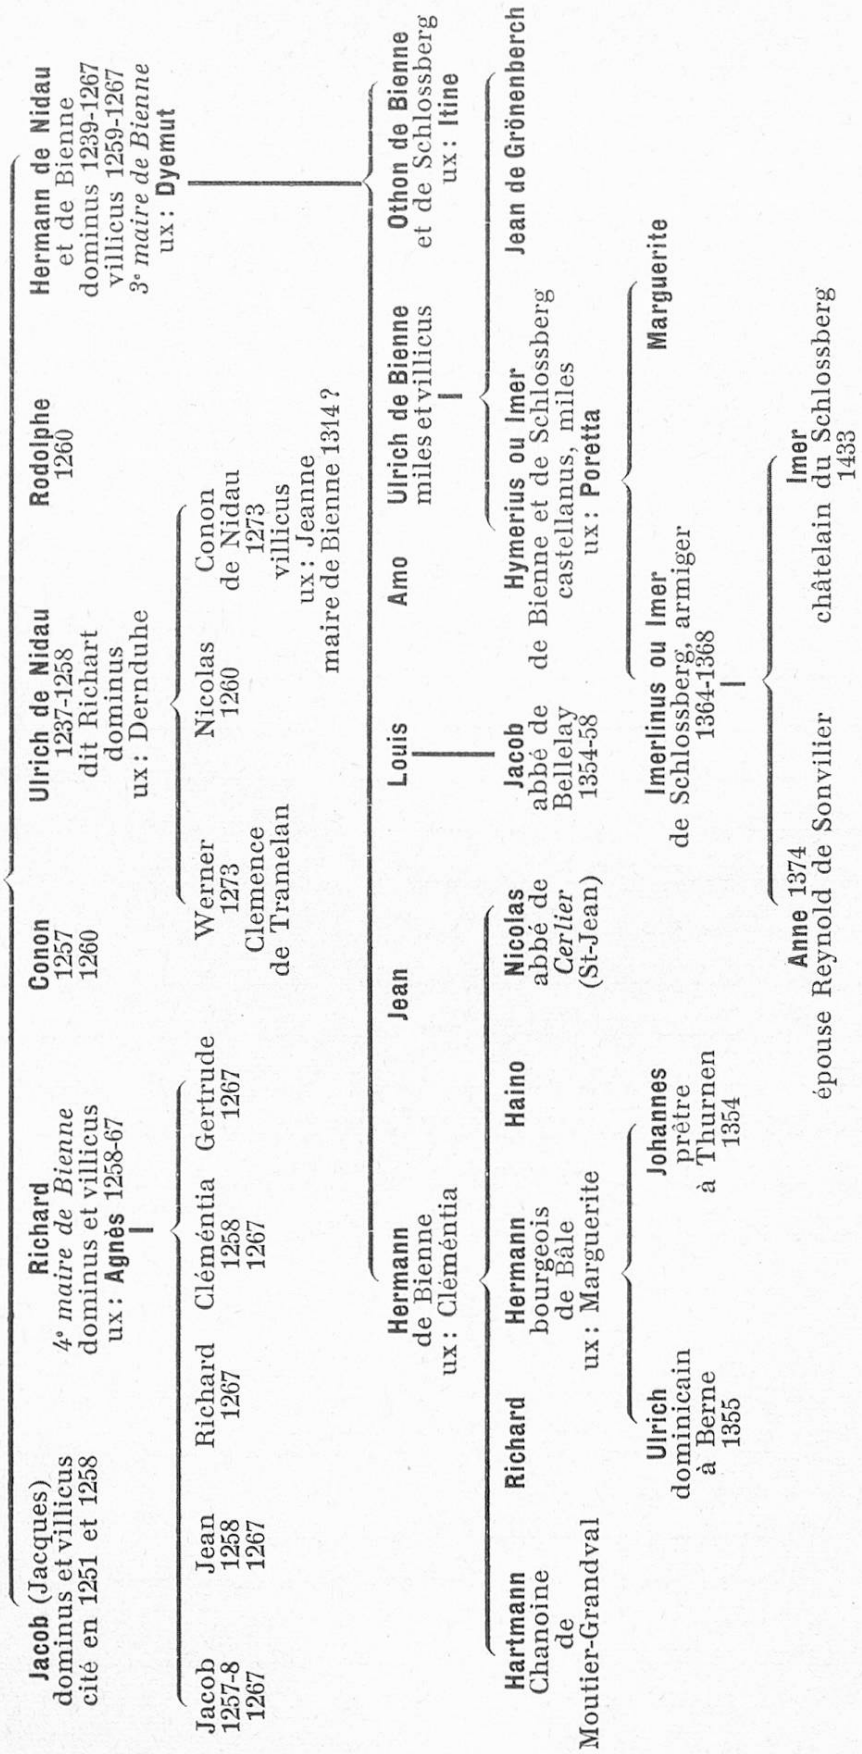 Jacob (Jacques)
dominus et villicus
cité en 1251 et 1258
Richard
4e maire de Bienne
dominus et villicus
ux: Agnès 1258-67
Conon
1257
1260
Ulrich de Nidau
1237-1258
dit Richart
dominus
ux: Dernduhe
Rodolphe
1260
Hermann de Nidau
et de Bienne
dominus 1239-1267
villicus 1259-1267
3e maire de Bienne
ux: Dyemut
Jacob
1257-8
1267
Jean
1258
1267
Richard
1267
Cléméntia
1258
1267
Gertrude
1267
Werner
1273
Clemence
de Tramelan
Nicolas
1260
Conon
de Nidau
1273
villicus
ux: Jeanne
maire de Bienne 1314?
Hermann
de Bienne
ux: Cléméntia
Jean
Louis
Amo
Ulrich de Bienne
miles et villicus
Othon de Bienne
et de Schlossberg
ux: Itine
Hartmann
Chanoine
de
Moutier-Grandval
Richard
Hermann
bourgeois
de Bâle
ux: Marguerite
Haino
Nicolas
abbé de
Cerlier
(St-Jean)
Jacob
abbé de
Bellelay
1354-58
Hymerius ou Imer
de Bienne et de Schlossberg
castellanus, miles
ux: Poretta
Jean de Grönenberch
Ulrich
dominicain
à Berne
1355
Johannes
prêtre
à Thurnen
1354
Imerlinus ou Imer
de Schlossberg, armiger
1364-1368
Marguerite
Anne 1374
épouse Reynold de Sonvilier
Imer
châtelain du Schlossberg
1433